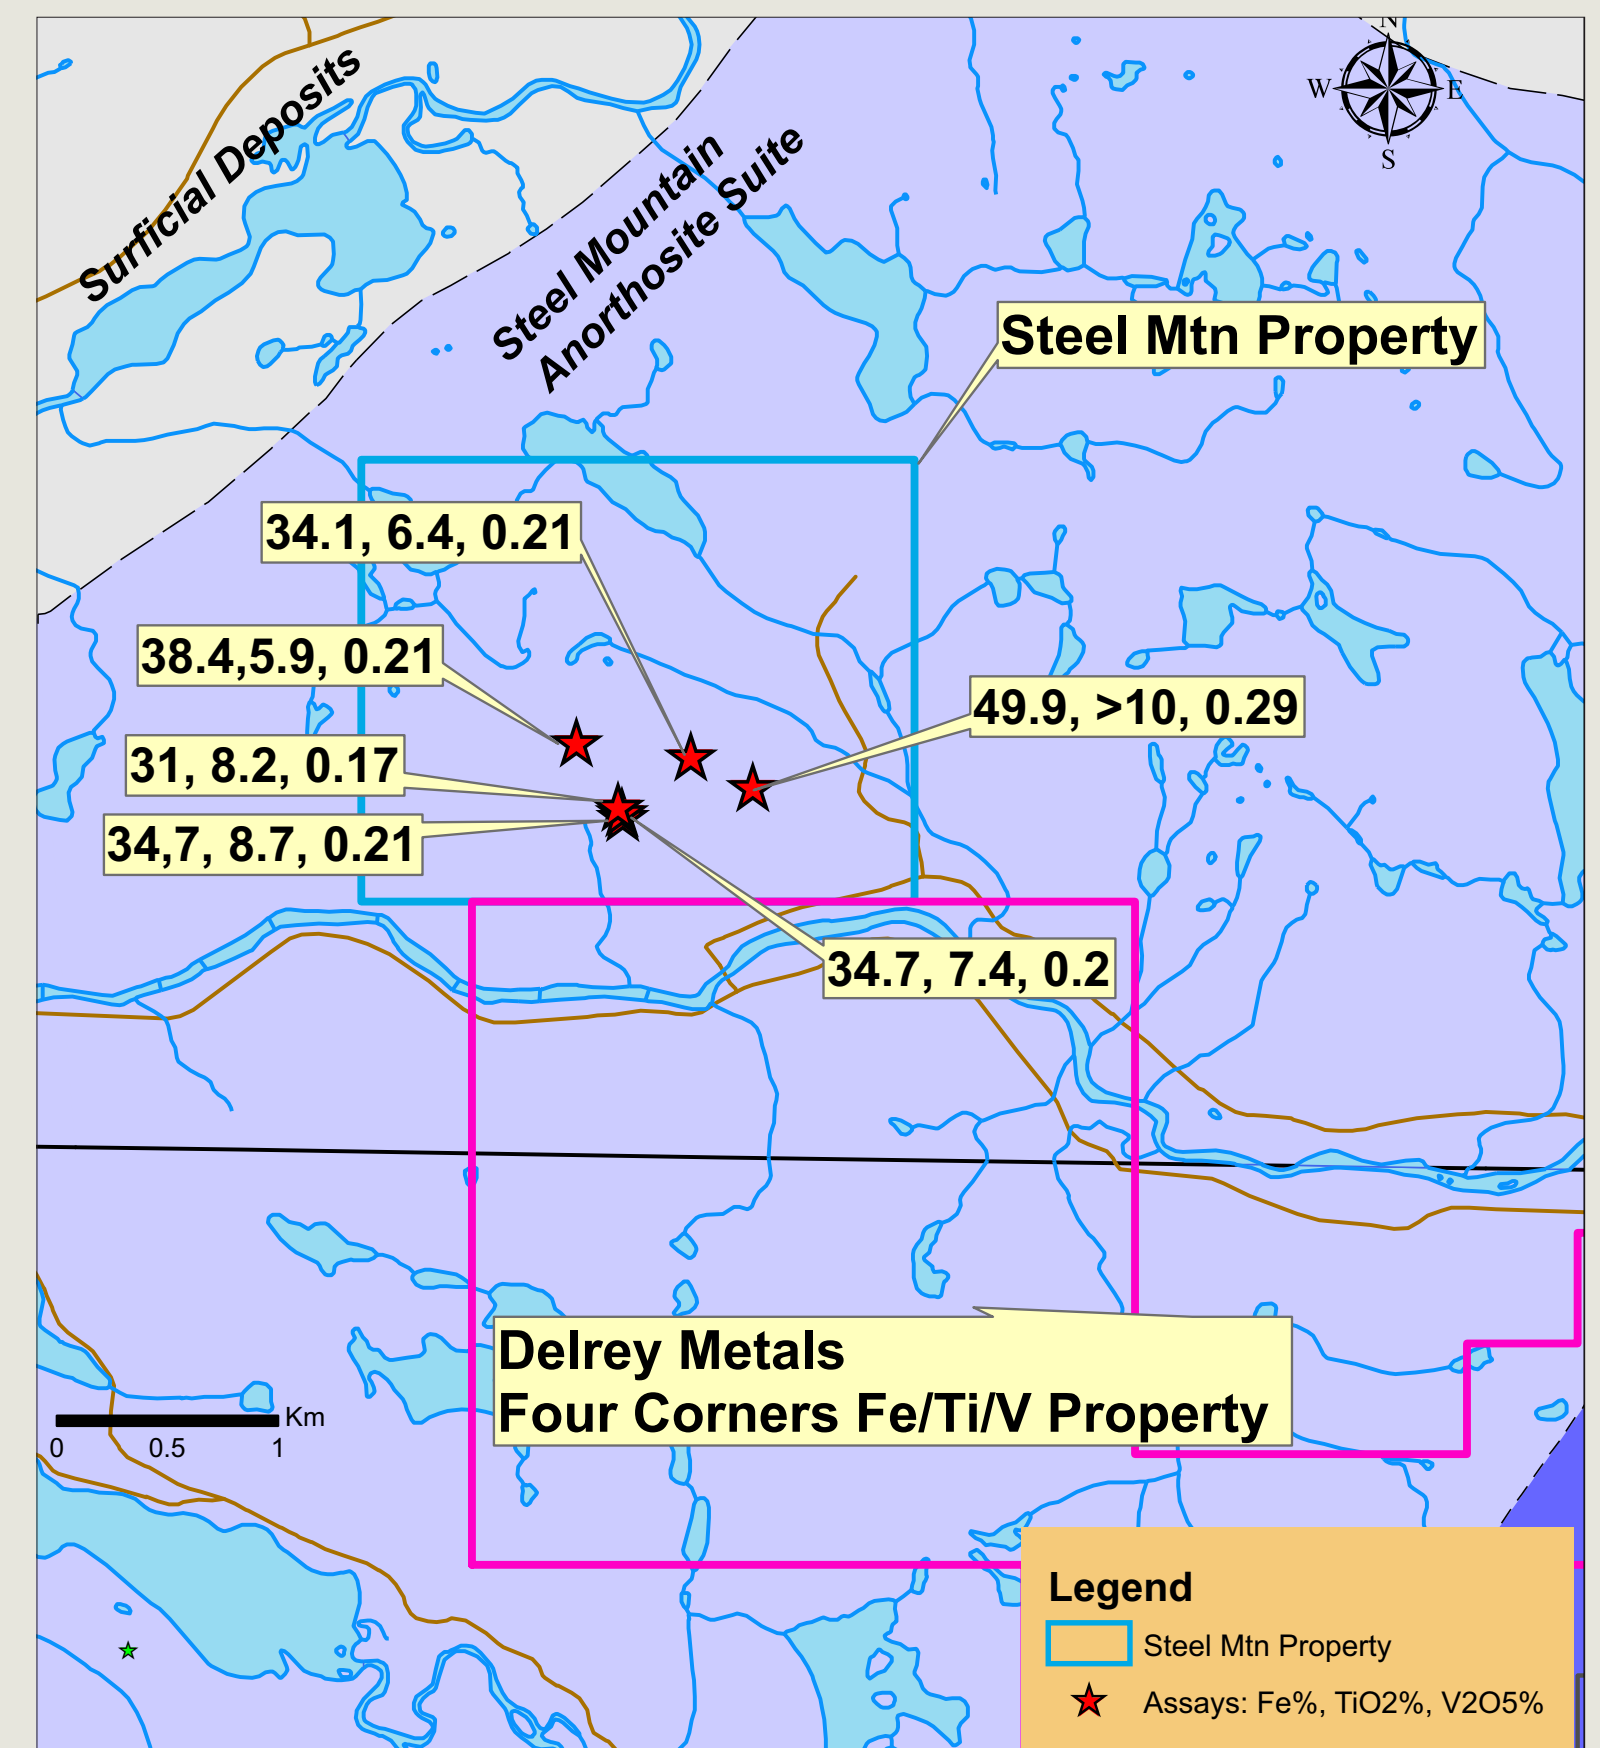 N
W
E
S
Surficial Deposits
Steel Mountain
Anorthosite Suite
Steel Mtn Property
34.1, 6.4, 0.21
38.4,5.9, 0.21
49.9, >10, 0.29
31, 8.2, 0.17
34,7, 8.7, 0.21
34.7, 7.4, 0.2
Delrey Metals
Four Corners Fe/Ti/V Property
Km
0 0.5 1
Legend
Steel Mtn Property
Assays: Fe%, TiO2%, V2O5%